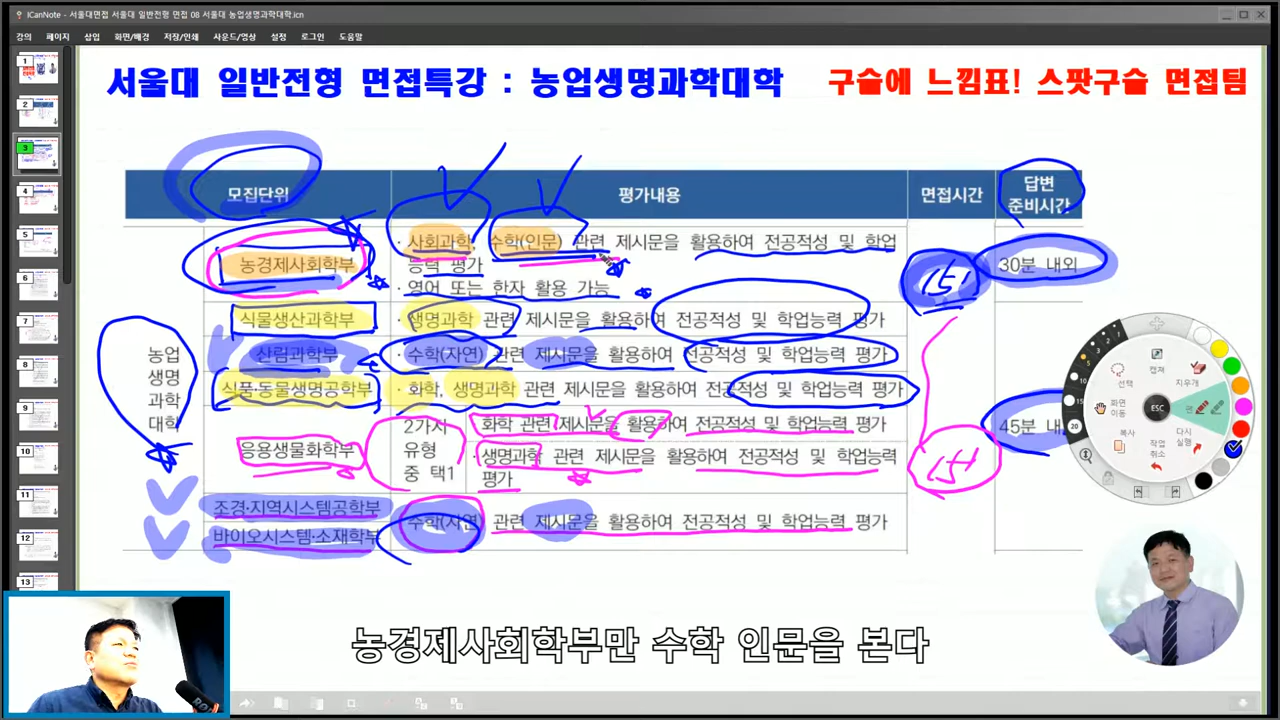 ICanNote - 서울대면접 서울대 일반전형 면접 08 서울대 농업생명과학대학.icn
강의 페이지 삽입 화면/배경 저장/인쇄 사운드/영상 설정 로그인 도움말
서울대 일반전형 면접특강 : 농업생명과학대학
구술에 느낌표! 스팟구술 면접팀
모집단위 평가내용 면접시간 답변 준비시간
농업 생명 과학 대학
농경제사회학부
· 사회과학, 수학(인문) 관련 제시문을 활용하여 전공적성 및 학업
능력 평가
· 영어 또는 한자 활용 가능
15
30분 내외
식물생산과학부
· 생명과학 관련 제시문을 활용하여 전공적성 및 학업능력 평가
산림과학부
· 수학(자연) 관련 제시문을 활용하여 전공적성 및 학업능력 평가
식품·동물생명공학부
· 화학, 생명과학 관련 제시문을 활용하여 전공적성 및 학업능력 평가
응용생물화학부
2가지
유형
중 택1
· 화학 관련 제시문을 활용하여 전공적성 및 학업능력 평가
· 생명과학 관련 제시문을 활용하여 전공적성 및 학업능력
평가
15
45분
조경·지역시스템공학부
바이오시스템·소재학부
· 수학(자연) 관련 제시문을 활용하여 전공적성 및 학업능력 평가
캡쳐
선택
지우개
화면
이동
ESC
펜
복사
작업
취소
다시
실행
5
10
15
20
1
2
3
4
5
6
7
8
9
10
11
12
13
농경제사회학부만 수학 인문을 본다